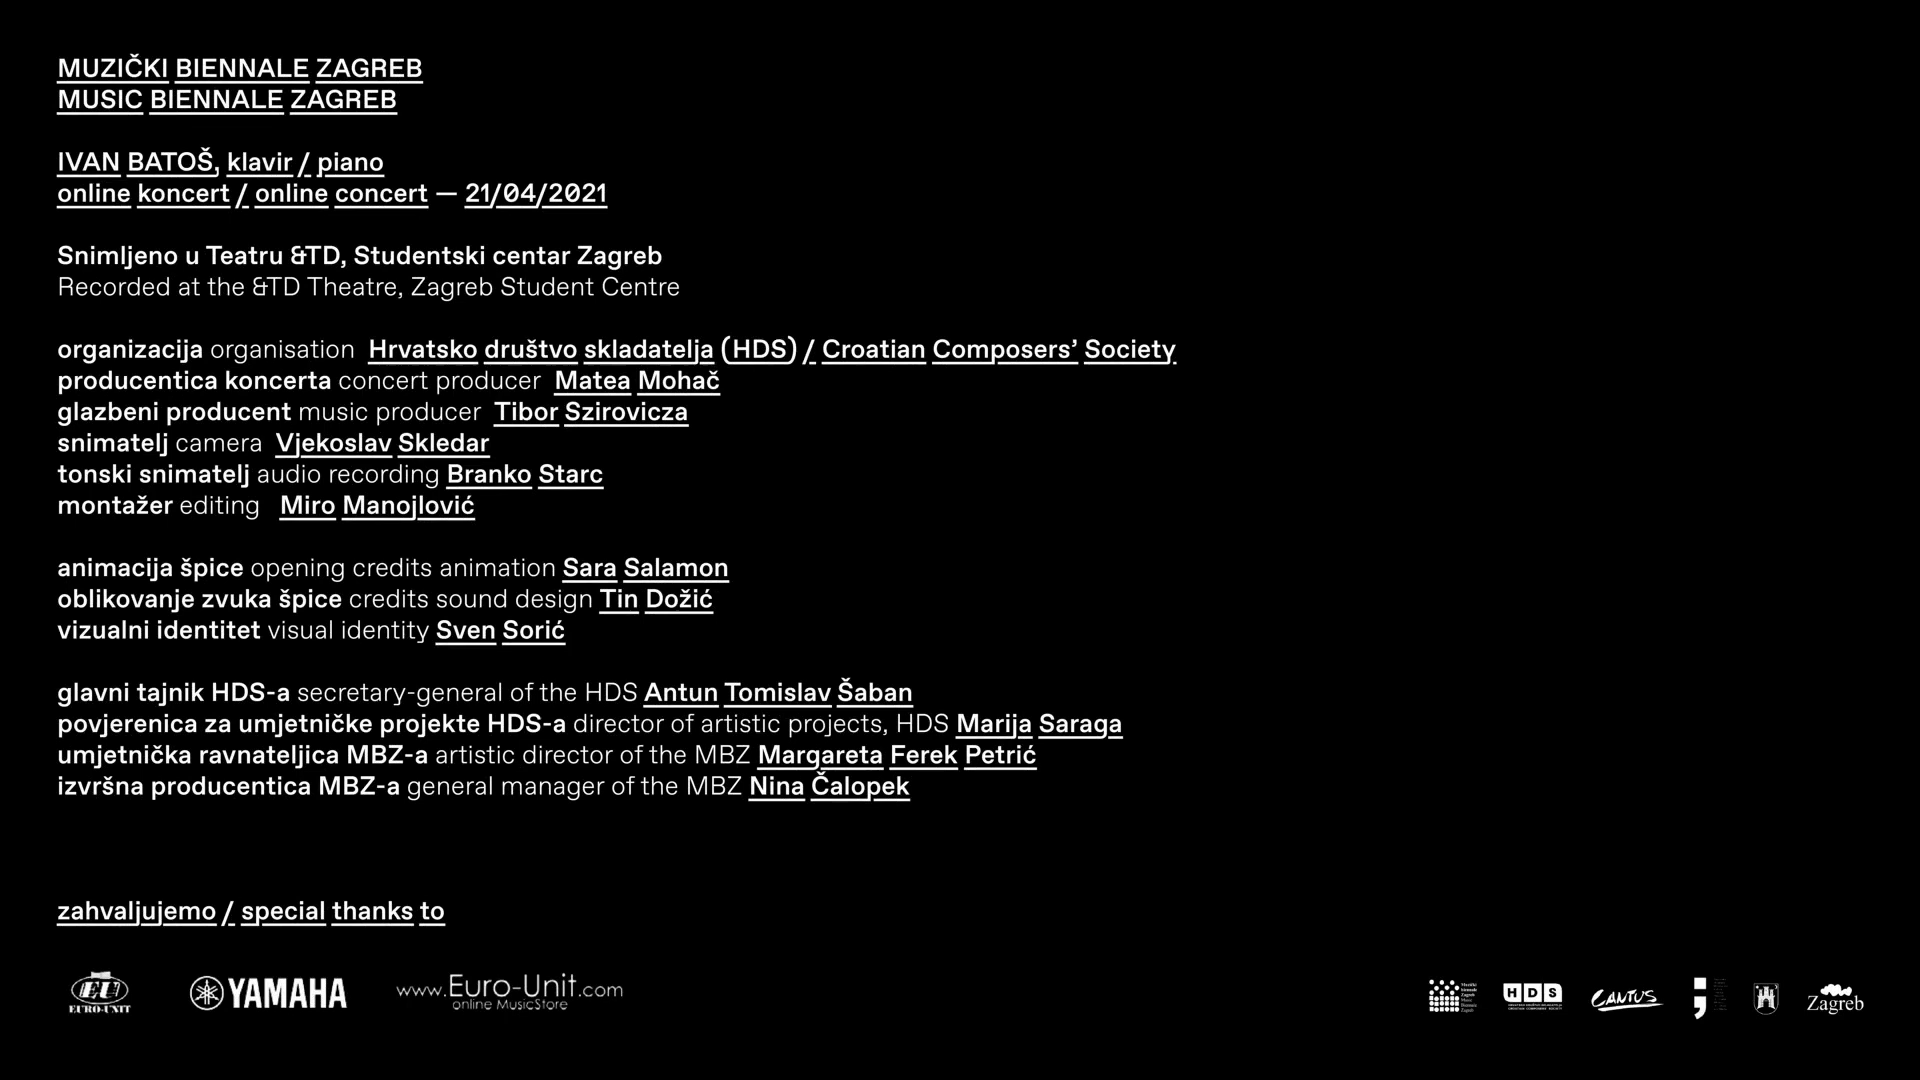 MUZIČKI BIENNALE ZAGREB
MUSIC BIENNALE ZAGREB
IVAN BATOŠ, klavir / piano
online koncert / online concert — 21/04/2021
Snimljeno u Teatru &TD, Studentski centar Zagreb
Recorded at the &TD Theatre, Zagreb Student Centre
organizacija organisation Hrvatsko društvo skladatelja (HDS) / Croatian Composers’ Society
producentica koncerta concert producer Matea Mohač
glazbeni producent music producer Tibor Szirovicza
snimatelj camera Vjekoslav Skledar
tonski snimatelj audio recording Branko Starc
montažer editing Miro Manojlović
animacija špice opening credits animation Sara Salamon
oblikovanje zvuka špice credits sound design Tin Dožić
vizualni identitet visual identity Sven Sorić
glavni tajnik HDS-a secretary-general of the HDS Antun Tomislav Šaban
povjerenica za umjetničke projekte HDS-a director of artistic projects, HDS Marija Saraga
umjetnička ravnateljica MBZ-a artistic director of the MBZ Margareta Ferek Petrić
izvršna producentica MBZ-a general manager of the MBZ Nina Čalopek
zahvaljujemo / special thanks to
EU
EURO-UNIT
YAMAHA
www.Euro-Unit.com
online MusicStore
HDS
CANTUS
Zagreb